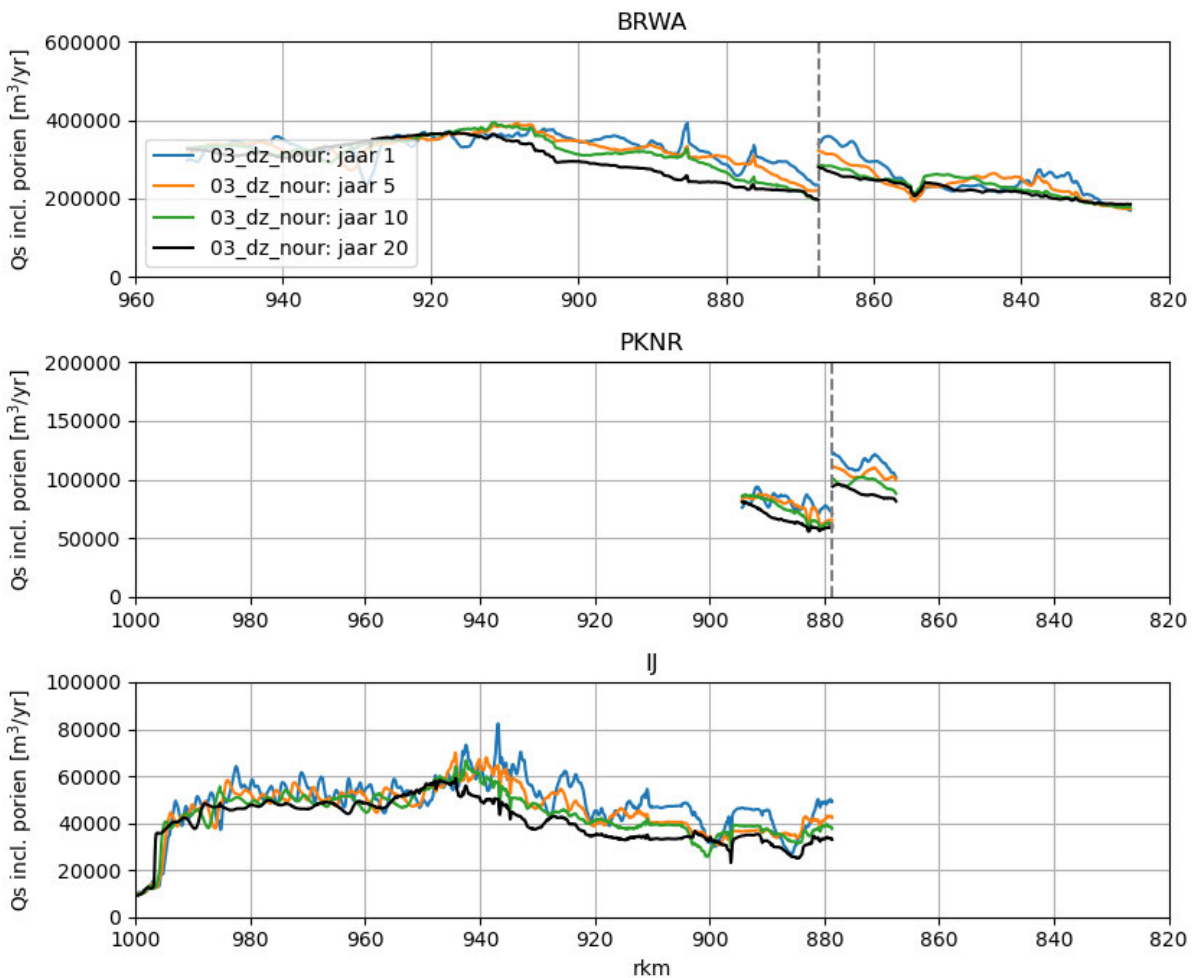 BRWA
Qs incl. porien [m³/yr]
600000
400000
200000
0
03_dz_nour: jaar 1
03_dz_nour: jaar 5
03_dz_nour: jaar 10
03_dz_nour: jaar 20
960 940 920 900 880 860 840 820
PKNR
Qs incl. porien [m³/yr]
200000
150000
100000
50000
0
1000 980 960 940 920 900 880 860 840 820
IJ
Qs incl. porien [m³/yr]
100000
80000
60000
40000
20000
0
1000 980 960 940 920 900 880 860 840 820
rkm